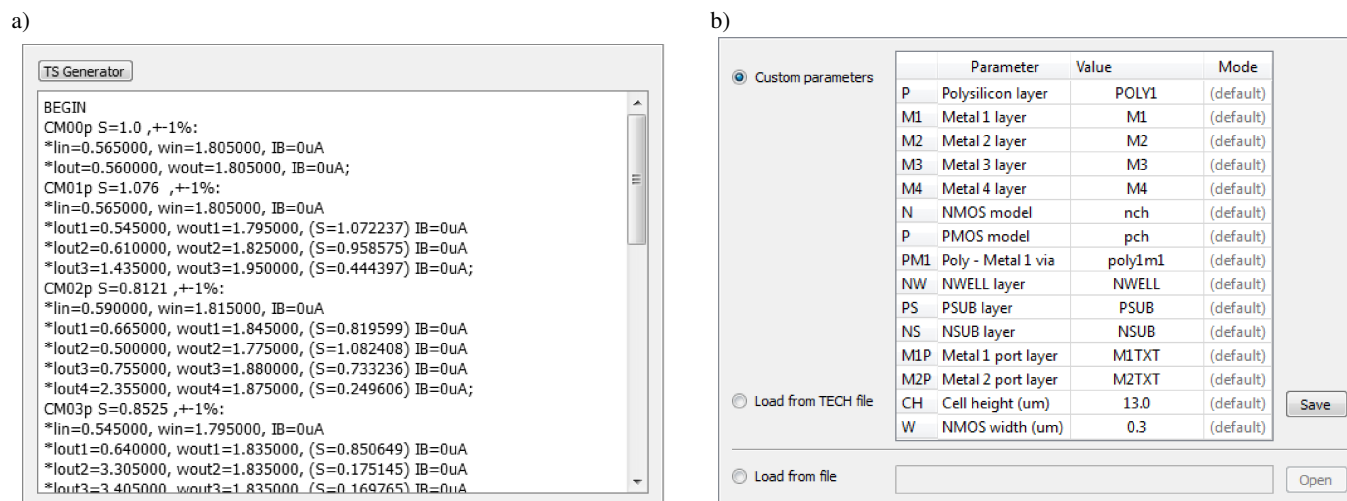 a)
TS Generator
BEGIN
CM00p S=1.0 ,+-1%:
*lin=0.565000, win=1.805000, IB=0uA
*lout=0.560000, wout=1.805000, IB=0uA;
CM01p S=1.076  ,+-1%:
*lin=0.565000, win=1.805000, IB=0uA
*lout1=0.545000, wout1=1.795000, (S=1.072237) IB=0uA
*lout2=0.610000, wout2=1.825000, (S=0.958575) IB=0uA
*lout3=1.435000, wout3=1.950000, (S=0.444397) IB=0uA;
CM02p S=0.8121 ,+-1%:
*lin=0.590000, win=1.815000, IB=0uA
*lout1=0.665000, wout1=1.845000, (S=0.819599) IB=0uA
*lout2=0.500000, wout2=1.775000, (S=1.082408) IB=0uA
*lout3=0.755000, wout3=1.880000, (S=0.733236) IB=0uA
*lout4=2.355000, wout4=1.875000, (S=0.249606) IB=0uA;
CM03p S=0.8525 ,+-1%:
*lin=0.545000, win=1.795000, IB=0uA
*lout1=0.640000, wout1=1.835000, (S=0.850649) IB=0uA
*lout2=3.305000, wout2=1.835000, (S=0.175145) IB=0uA
*lout3=3.405000, wout3=1.835000, (S=0.169765) IB=0uA
b)
Custom parameters
Parameter Value Mode
P Polysilicon layer POLY1 (default)
M1 Metal 1 layer M1 (default)
M2 Metal 2 layer M2 (default)
M3 Metal 3 layer M3 (default)
M4 Metal 4 layer M4 (default)
N NMOS model nch (default)
P PMOS model pch (default)
PM1 Poly - Metal 1 via poly1m1 (default)
NW NWELL layer NWELL (default)
PS PSUB layer PSUB (default)
NS NSUB layer NSUB (default)
M1P Metal 1 port layer M1TXT (default)
M2P Metal 2 port layer M2TXT (default)
CH Cell height (um) 13.0 (default)
W NMOS width (um) 0.3 (default)
Load from TECH file
Save
Load from file
Open